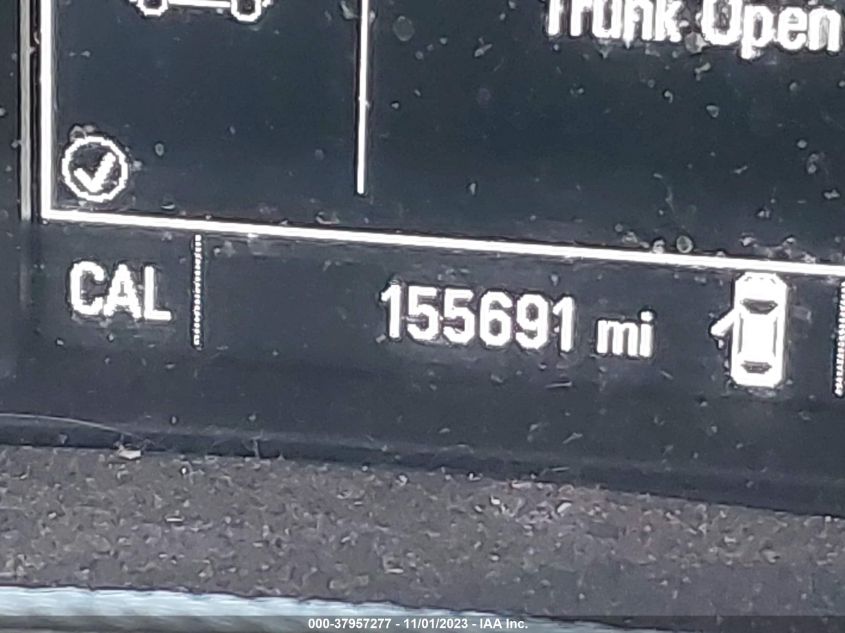 Trunk Open
CAL
155691 mi
000-37957277 - 11/01/2023 - IAA Inc.